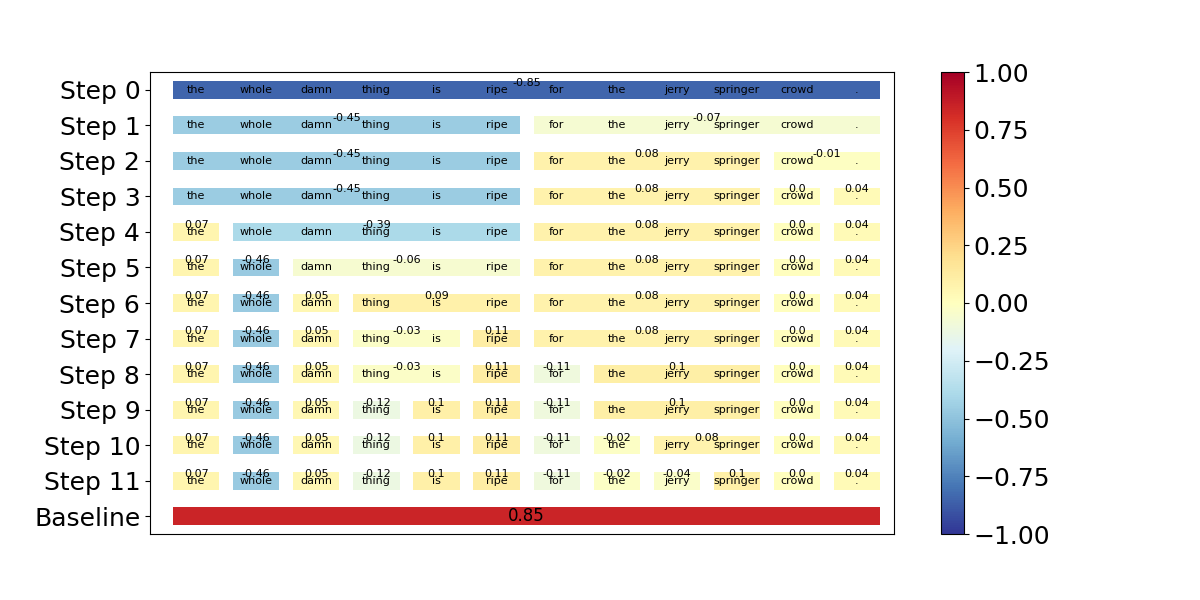 -0.85
Step 0 the whole damn thing is ripe for the jerry springer crowd .
-0.45 -0.07
Step 1 the whole damn thing is ripe for the jerry springer crowd .
-0.45 0.08 -0.01
Step 2 the whole damn thing is ripe for the jerry springer crowd .
-0.45 0.08 0.0 0.04
Step 3 the whole damn thing is ripe for the jerry springer crowd .
0.07 -0.39 0.08 0.0 0.04
Step 4 the whole damn thing is ripe for the jerry springer crowd .
0.07 -0.46 -0.06 0.08 0.0 0.04
Step 5 the whole damn thing is ripe for the jerry springer crowd .
0.07 -0.46 0.05 0.09 0.08 0.0 0.04
Step 6 the whole damn thing is ripe for the jerry springer crowd .
0.07 -0.46 0.05 -0.03 0.11 0.08 0.0 0.04
Step 7 the whole damn thing is ripe for the jerry springer crowd .
0.07 -0.46 0.05 -0.03 0.11 -0.11 0.1 0.0 0.04
Step 8 the whole damn thing is ripe for the jerry springer crowd .
0.07 -0.46 0.05 -0.12 0.1 0.11 -0.11 0.1 0.0 0.04
Step 9 the whole damn thing is ripe for the jerry springer crowd .
0.07 -0.46 0.05 -0.12 0.1 0.11 -0.11 -0.02 0.08 0.0 0.04
Step 10 the whole damn thing is ripe for the jerry springer crowd .
0.07 -0.46 0.05 -0.12 0.1 0.11 -0.11 -0.02 -0.04 0.1 0.0 0.04
Step 11 the whole damn thing is ripe for the jerry springer crowd .
Baseline 0.85
1.00
0.75
0.50
0.25
0.00
−0.25
−0.50
−0.75
−1.00